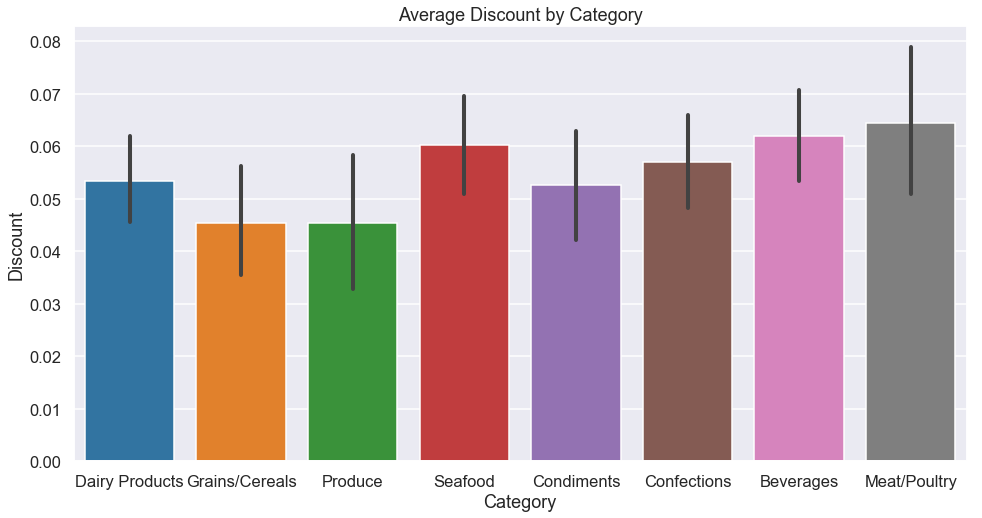 Average Discount by Category
Discount
0.08
0.07
0.06
0.05
0.04
0.03
0.02
0.01
0.00
Dairy Products Grains/Cereals Produce Seafood Condiments Confections Beverages Meat/Poultry
Category